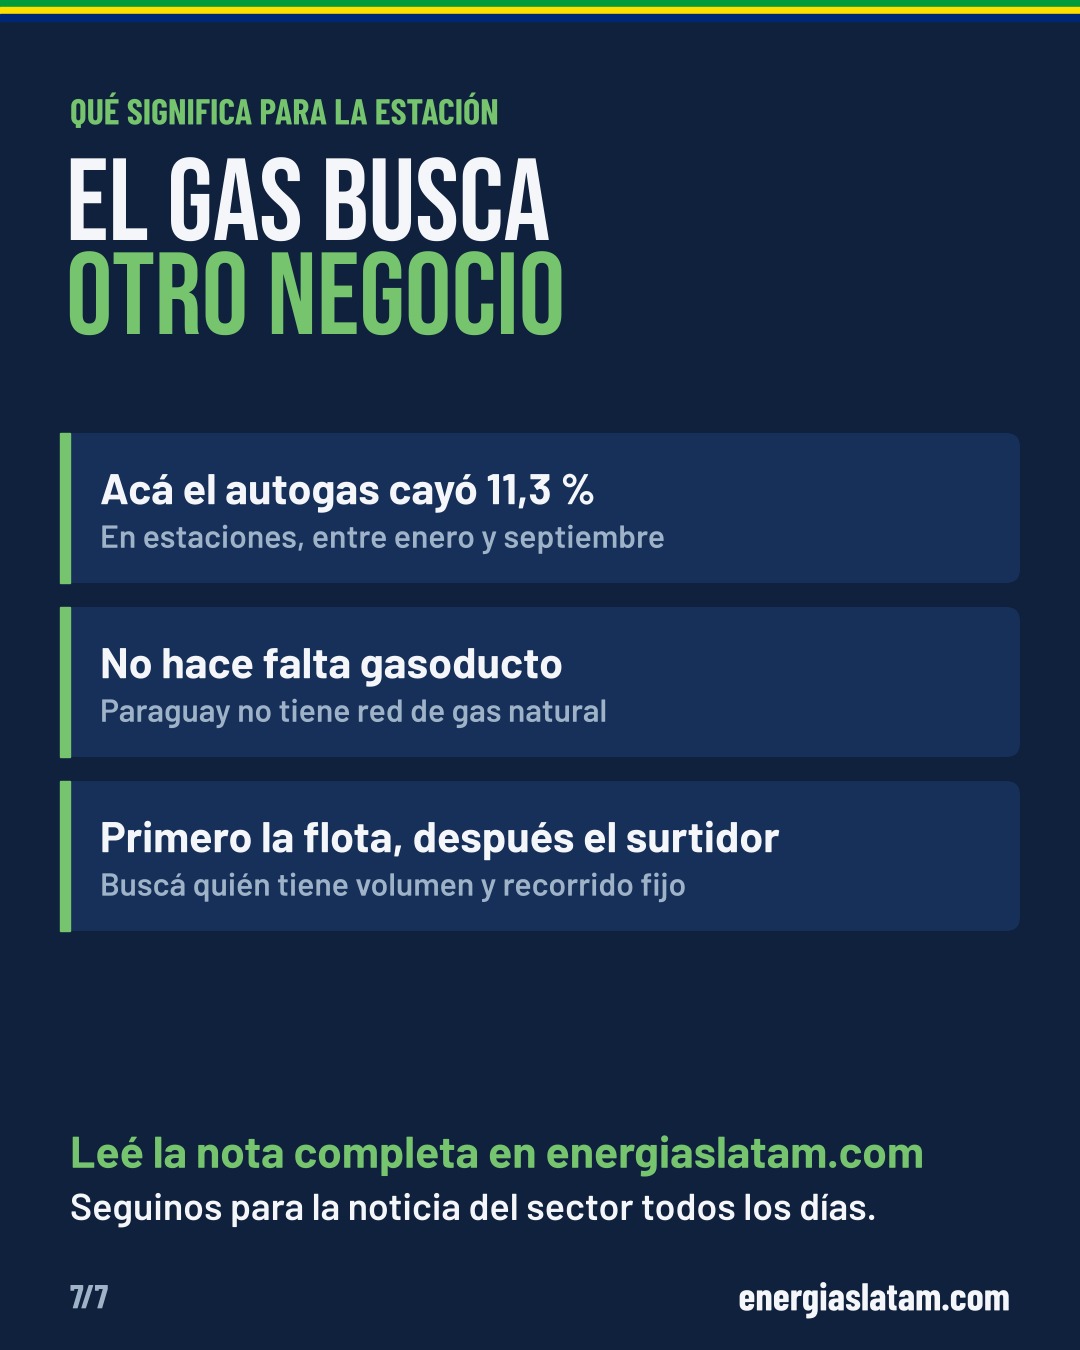 QUÉ SIGNIFICA PARA LA ESTACIÓN
EL GAS BUSCA
OTRO NEGOCIO
Acá el autogas cayó 11,3 %
En estaciones, entre enero y septiembre
No hace falta gasoducto
Paraguay no tiene red de gas natural
Primero la flota, después el surtidor
Buscá quién tiene volumen y recorrido fijo
Leé la nota completa en energiaslatam.com
Seguinos para la noticia del sector todos los días.
7/7
energiaslatam.com